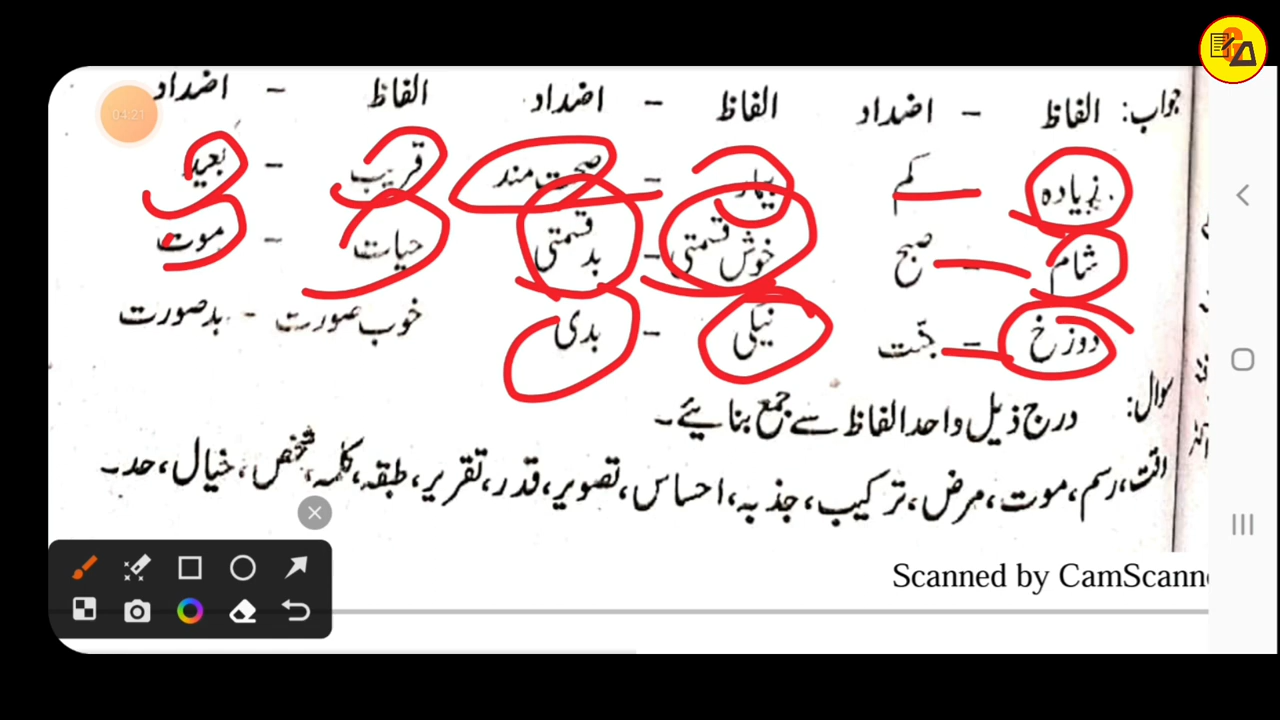 جواب: الفاظ - اضداد الفاظ - اضداد الفاظ - اضداد
زیادہ - کم بیمار - صحت مند قریب - بعید
شام - صبح خوش قسمتی - بدقسمتی حیات - موت
دوزخ - جنت نیکی - بدی خوب صورت - بدصورت
سوال: درج ذیل واحد الفاظ سے جمع بنائیے۔
رسم، موت، مرض، ترکیب، جذبہ، احساس، تصویر، قدر، تقریر، طبقہ، کلمہ، شخص، خیال، حد۔
Scanned by CamScann
04:21